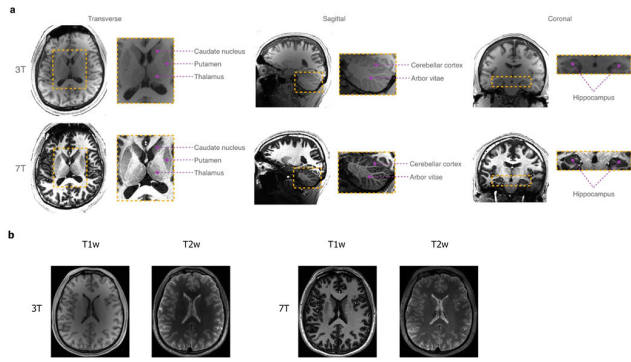 a
Transverse
Sagittal
Coronal
3T
Caudate nucleus
Putamen
Thalamus
Cerebellar cortex
Arbor vitae
Hippocampus
7T
Caudate nucleus
Putamen
Thalamus
Cerebellar cortex
Arbor vitae
Hippocampus
b
T1w
T2w
T1w
T2w
3T
7T